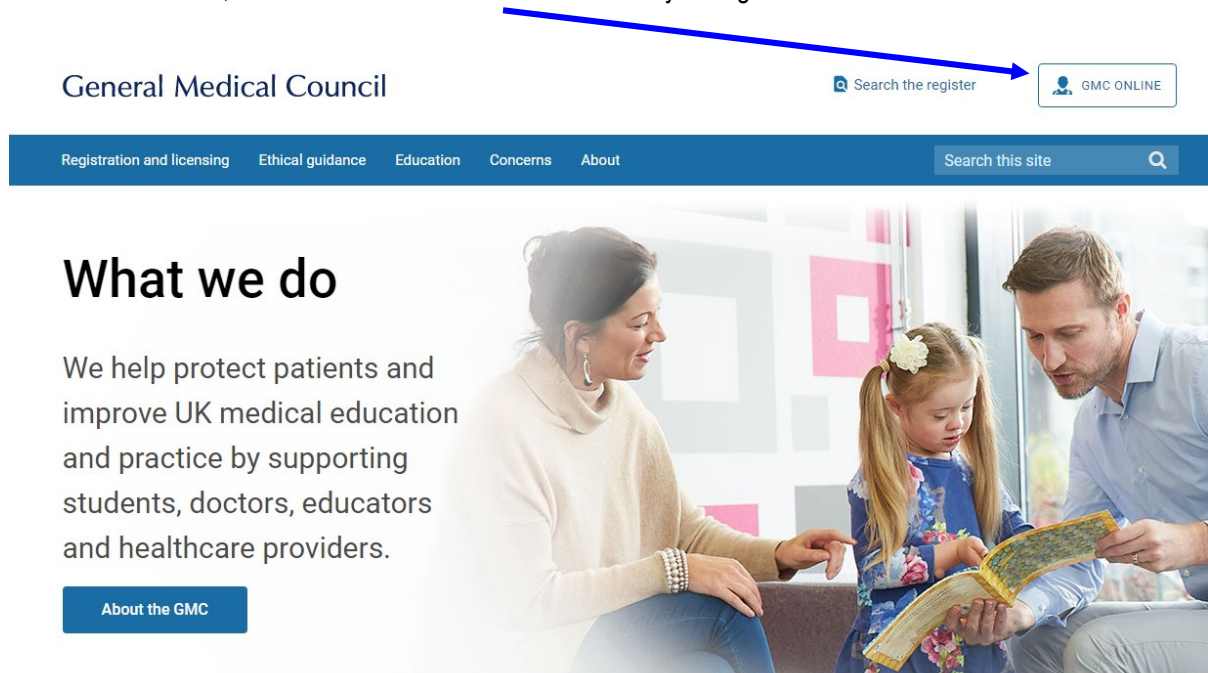 General Medical Council
Search the register
GMC ONLINE
Registration and licensing Ethical guidance Education Concerns About
Search this site
What we do
We help protect patients and
improve UK medical education
and practice by supporting
students, doctors, educators
and healthcare providers.
About the GMC